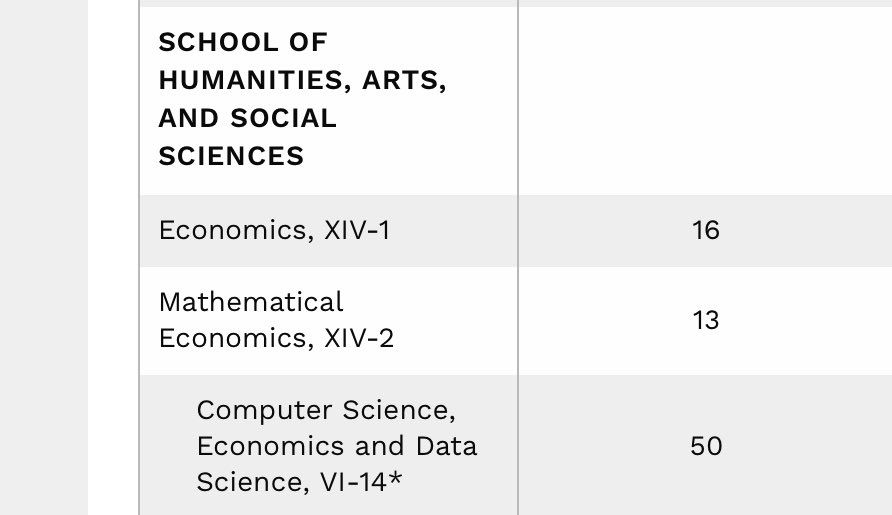 SCHOOL OF
HUMANITIES, ARTS,
AND SOCIAL
SCIENCES
Economics, XIV-1
16
Mathematical
Economics, XIV-2
13
Computer Science,
Economics and Data
Science, VI-14*
50